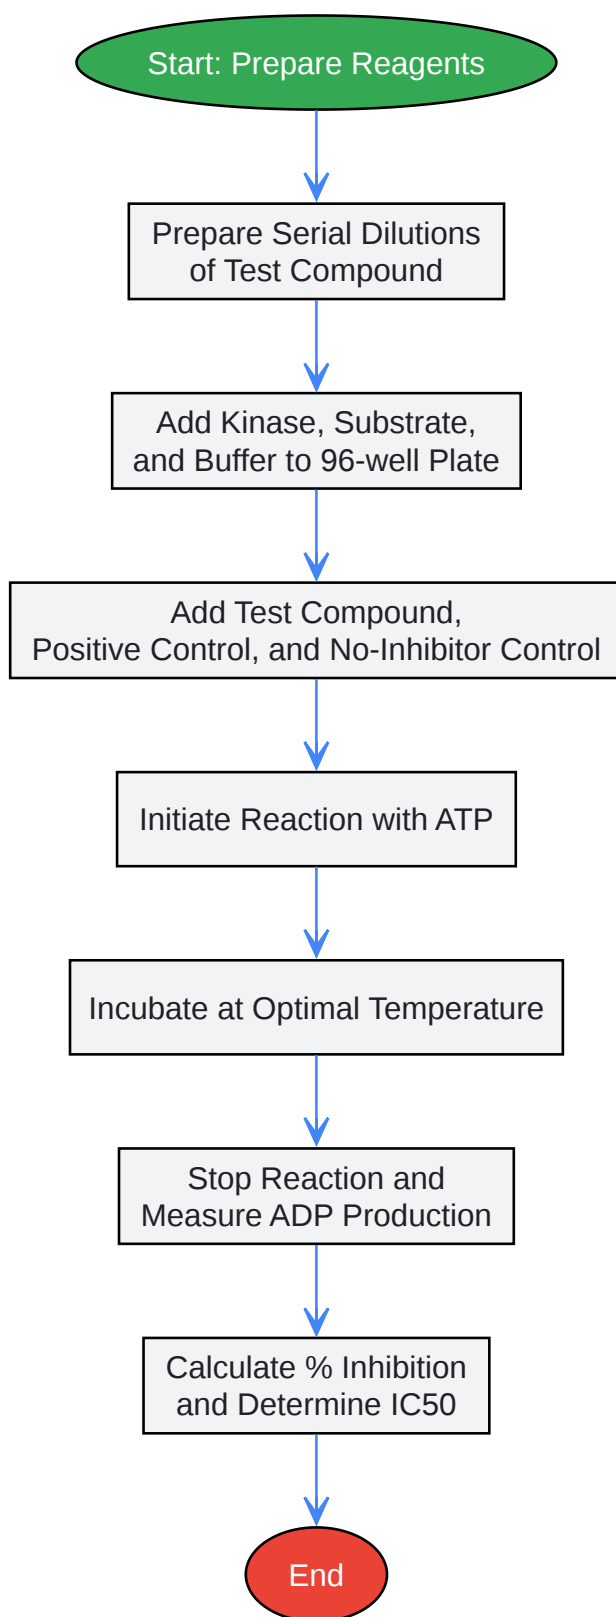 Start: Prepare Reagents
Prepare Serial Dilutions
of Test Compound
Add Kinase, Substrate,
and Buffer to 96-well Plate
Add Test Compound,
Positive Control, and No-Inhibitor Control
Initiate Reaction with ATP
Incubate at Optimal Temperature
Stop Reaction and
Measure ADP Production
Calculate % Inhibition
and Determine IC50
End